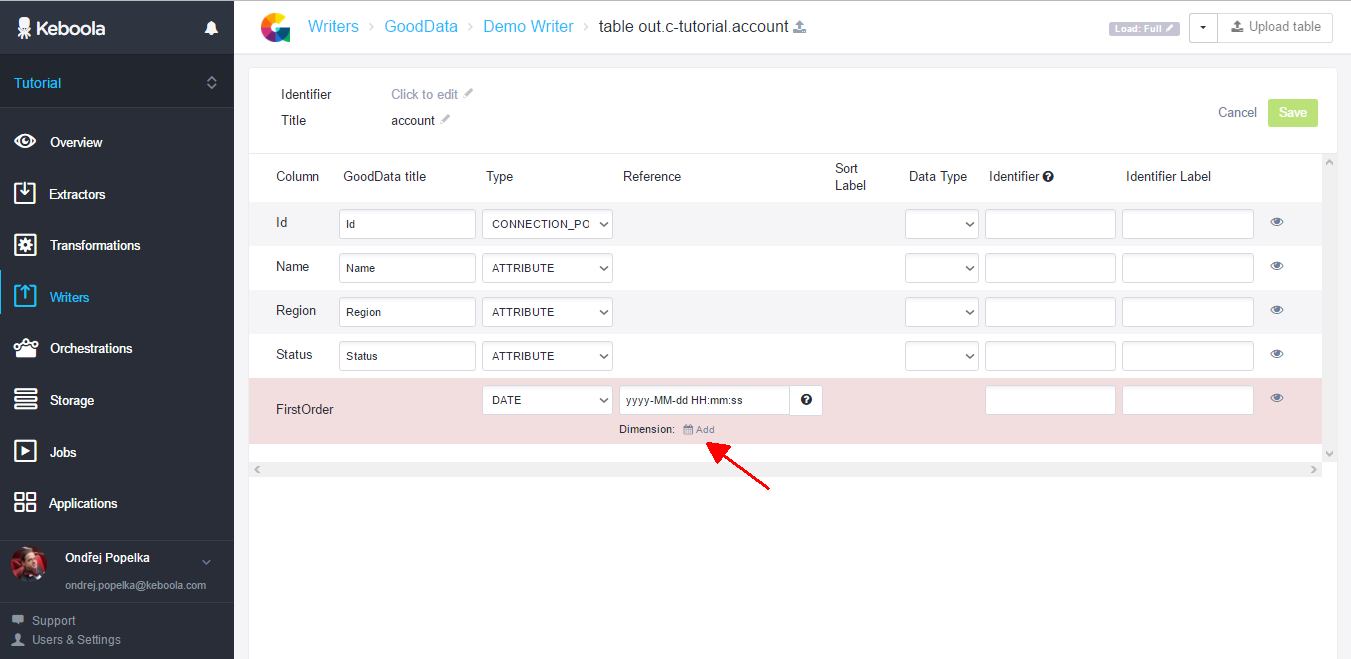 Keboola
Writers > GoodData > Demo Writer > table out.c-tutorial.account
Load: Full
Upload table
Tutorial
Overview
Extractors
Transformations
Writers
Orchestrations
Storage
Jobs
Applications
Ondřej Popelka
ondrej.popelka@keboola.com
Support
Users & Settings
Identifier Click to edit
Title account
Cancel Save
Column GoodData title Type Reference Sort Label Data Type Identifier Identifier Label
Id Id CONNECTION_PO
Name Name ATTRIBUTE
Region Region ATTRIBUTE
Status Status ATTRIBUTE
FirstOrder DATE yyyy-MM-dd HH:mm:ss
Dimension: Add